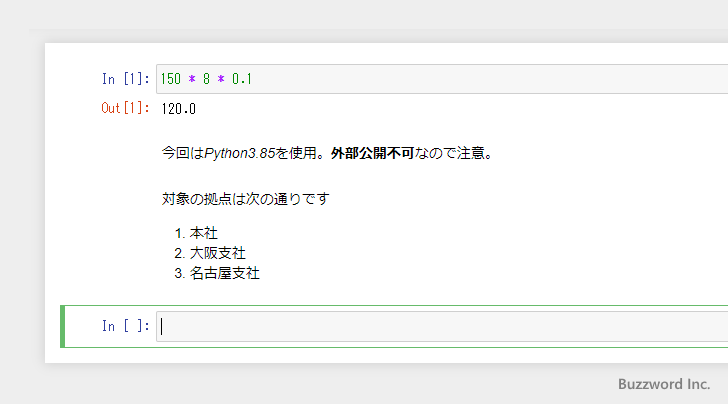 In [1]: 150 * 8 * 0.1
Out[1]: 120.0
今回はPython3.85を使用。外部公開不可なので注意。
対象の拠点は次の通りです
1. 本社
2. 大阪支社
3. 名古屋支社
In [ ]:
Buzzword Inc.